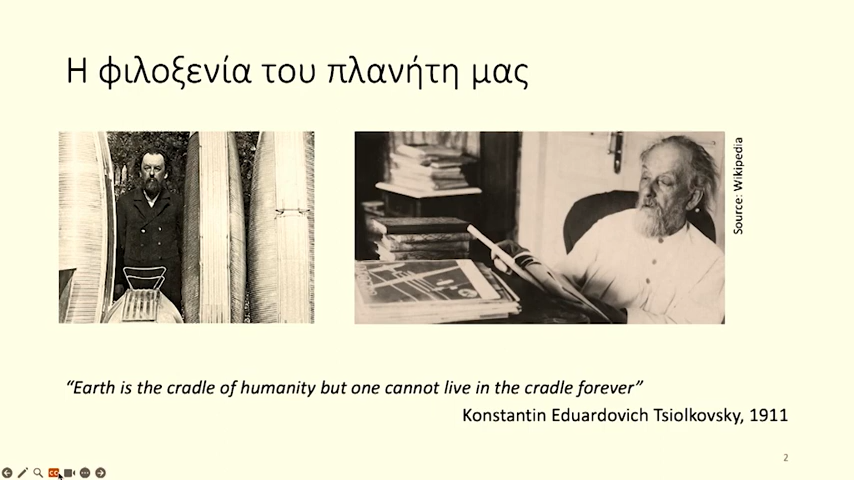 Η φιλοξενία του πλανήτη μας
Source: Wikipedia
“Earth is the cradle of humanity but one cannot live in the cradle forever”
Konstantin Eduardovich Tsiolkovsky, 1911
2
CC